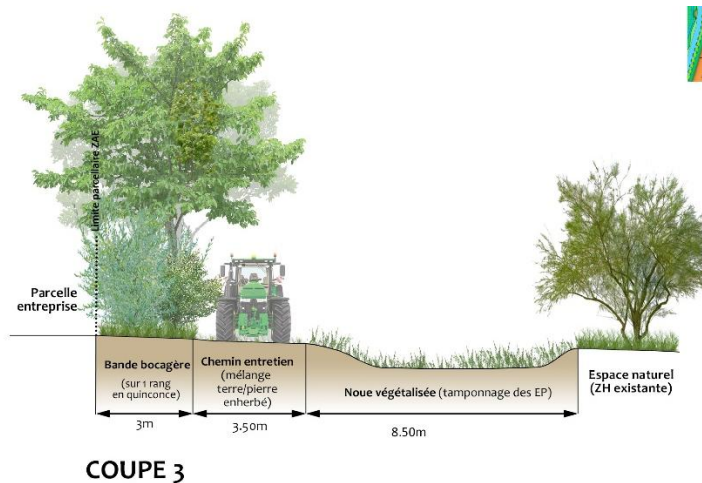 Limite parcellaire ZAE
Parcelle
entreprise
Bande bocagère
(sur 1 rang
en quinconce)
Chemin entretien
(mélange
terre/pierre
enherbé)
Noue végétalisée (tamponnage des EP)
Espace naturel
(ZH existante)
3m
3.50m
8.50m
COUPE 3